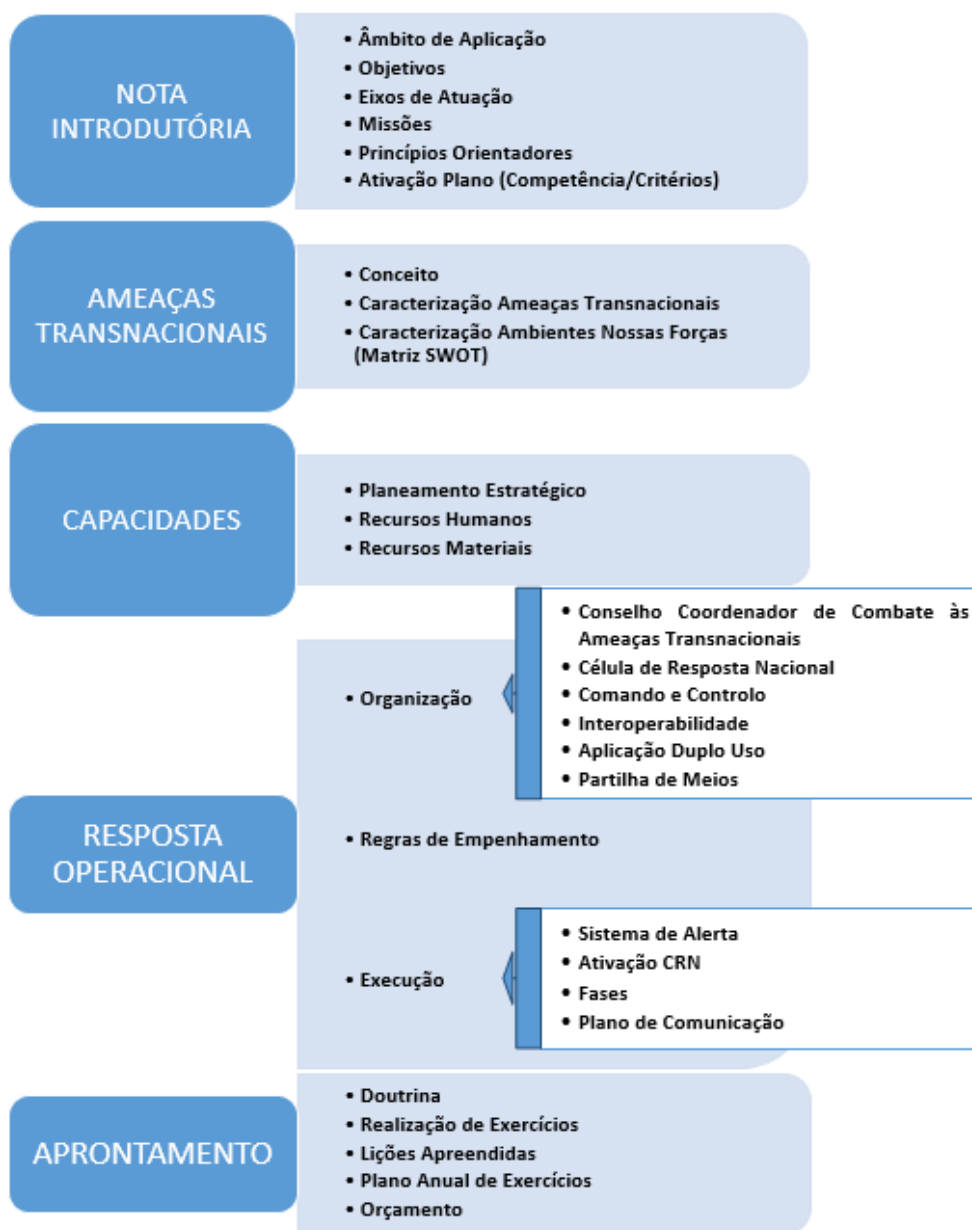 NOTA
INTRODUTÓRIA
• Âmbito de Aplicação
• Objetivos
• Eixos de Atuação
• Missões
• Princípios Orientadores
• Ativação Plano (Competência/Critérios)
AMEAÇAS
TRANSNACIONAIS
• Conceito
• Caracterização Ameaças Transnacionais
• Caracterização Ambientes Nossas Forças
(Matriz SWOT)
CAPACIDADES
• Planeamento Estratégico
• Recursos Humanos
• Recursos Materiais
RESPOSTA
OPERACIONAL
• Organização
• Conselho Coordenador de Combate às
Ameaças Transnacionais
• Célula de Resposta Nacional
• Comando e Controlo
• Interoperabilidade
• Aplicação Duplo Uso
• Partilha de Meios
• Regras de Empenhamento
• Execução
• Sistema de Alerta
• Ativação CRN
• Fases
• Plano de Comunicação
APRONTAMENTO
• Doutrina
• Realização de Exercícios
• Lições Apreendidas
• Plano Anual de Exercícios
• Orçamento